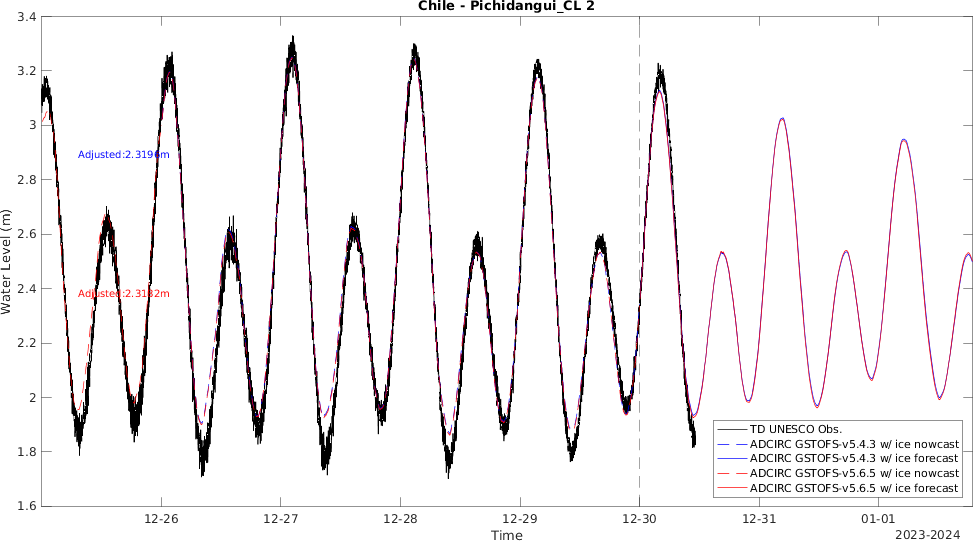 Chile - Pichidangui_CL 2
3.4
3.2
3
2.8
2.6
2.4
2.2
2
1.8
1.6
Water Level (m)
Adjusted:2.3196m
Adjusted:2.3132m
TD UNESCO Obs.
ADCIRC GSTOFS-v5.4.3 w/ ice nowcast
ADCIRC GSTOFS-v5.4.3 w/ ice forecast
ADCIRC GSTOFS-v5.6.5 w/ ice nowcast
ADCIRC GSTOFS-v5.6.5 w/ ice forecast
12-26 12-27 12-28 12-29 12-30 12-31 01-01
Time
2023-2024